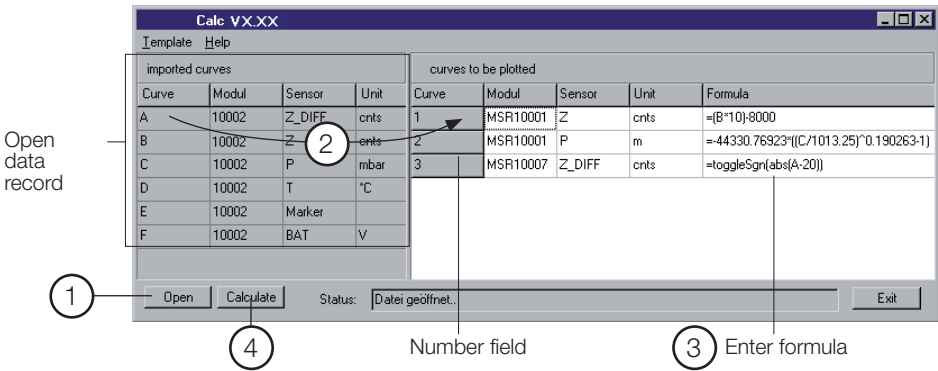 Calc VX.XX
Template Help
imported curves
curves to be plotted
Curve Modul Sensor Unit Curve Modul Sensor Unit Formula
A 10002 Z_DIFF cnts 1 MSR10001 Z cnts =(B*10)-8000
B 10002 Z cnts 2 MSR10001 P m =-44330.76923*((C/1013.25)^0.190263-1)
C 10002 P mbar 3 MSR10007 Z_DIFF cnts =toggleSgn(abs(A-20))
D 10002 T °C
E 10002 Marker
F 10002 BAT V
2
Open
data
record
1 Open Calculate Status: Datei geöffnet.. Exit
4 Number field 3 Enter formula